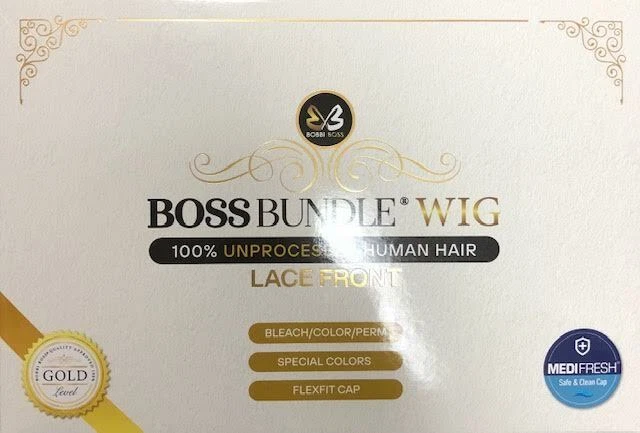 BOBBI BOSS
BOSS BUNDLE® WIG
100% HUMAN HAIR
LACE FRONT
BLEACH/COLOR/PERM
SPECIAL COLORS
FLEXFIT CAP
GOLD
Level
MEDIFRESH®
Safe & Clean Cap